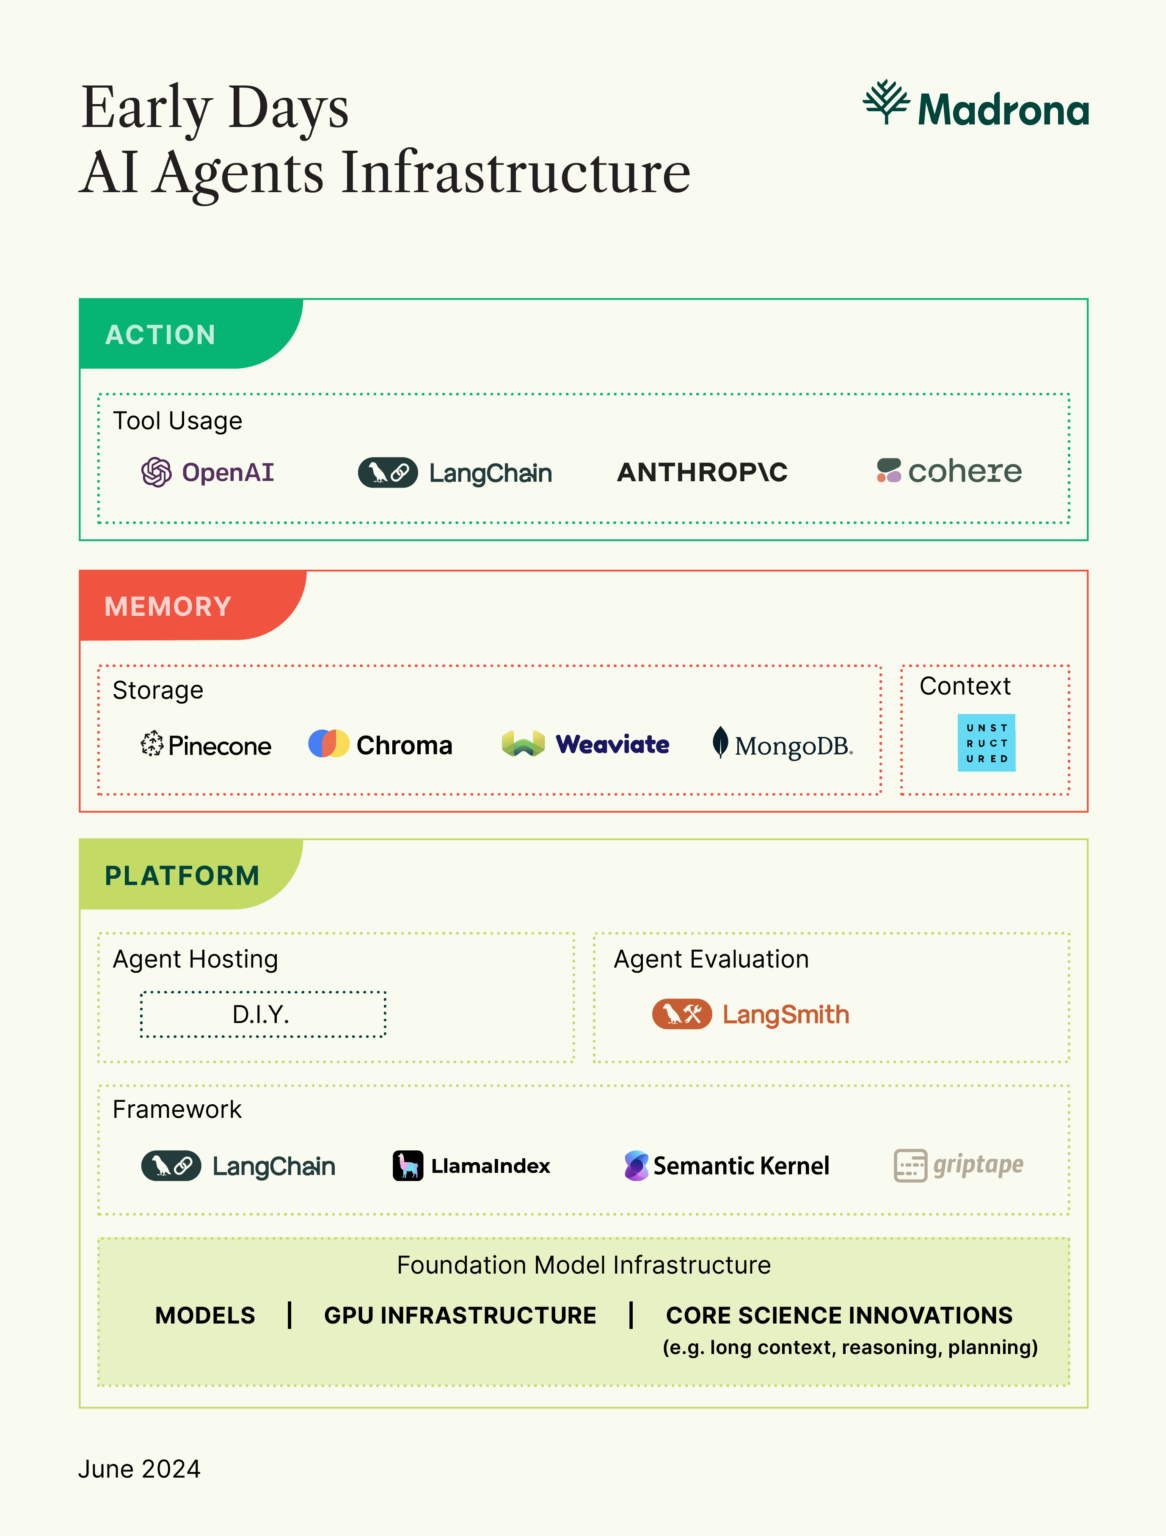 Early Days
AI Agents Infrastructure
Madrona
ACTION
Tool Usage
OpenAI
LangChain
ANTHROP\C
cohere
MEMORY
Storage
Pinecone
Chroma
Weaviate
MongoDB.
Context
UNST
RUCT
URED
PLATFORM
Agent Hosting
D.I.Y.
Agent Evaluation
LangSmith
Framework
LangChain
LlamaIndex
Semantic Kernel
griptape
Foundation Model Infrastructure
MODELS | GPU INFRASTRUCTURE | CORE SCIENCE INNOVATIONS
(e.g. long context, reasoning, planning)
June 2024